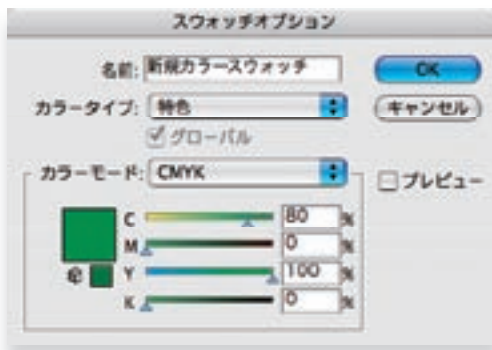 スウォッチオプション
名前: 新規カラースウォッチ
OK
カラータイプ: 特色
キャンセル
グローバル
カラーモード: CMYK
プレビュー
C 80 %
M 0 %
Y 100 %
K 0 %